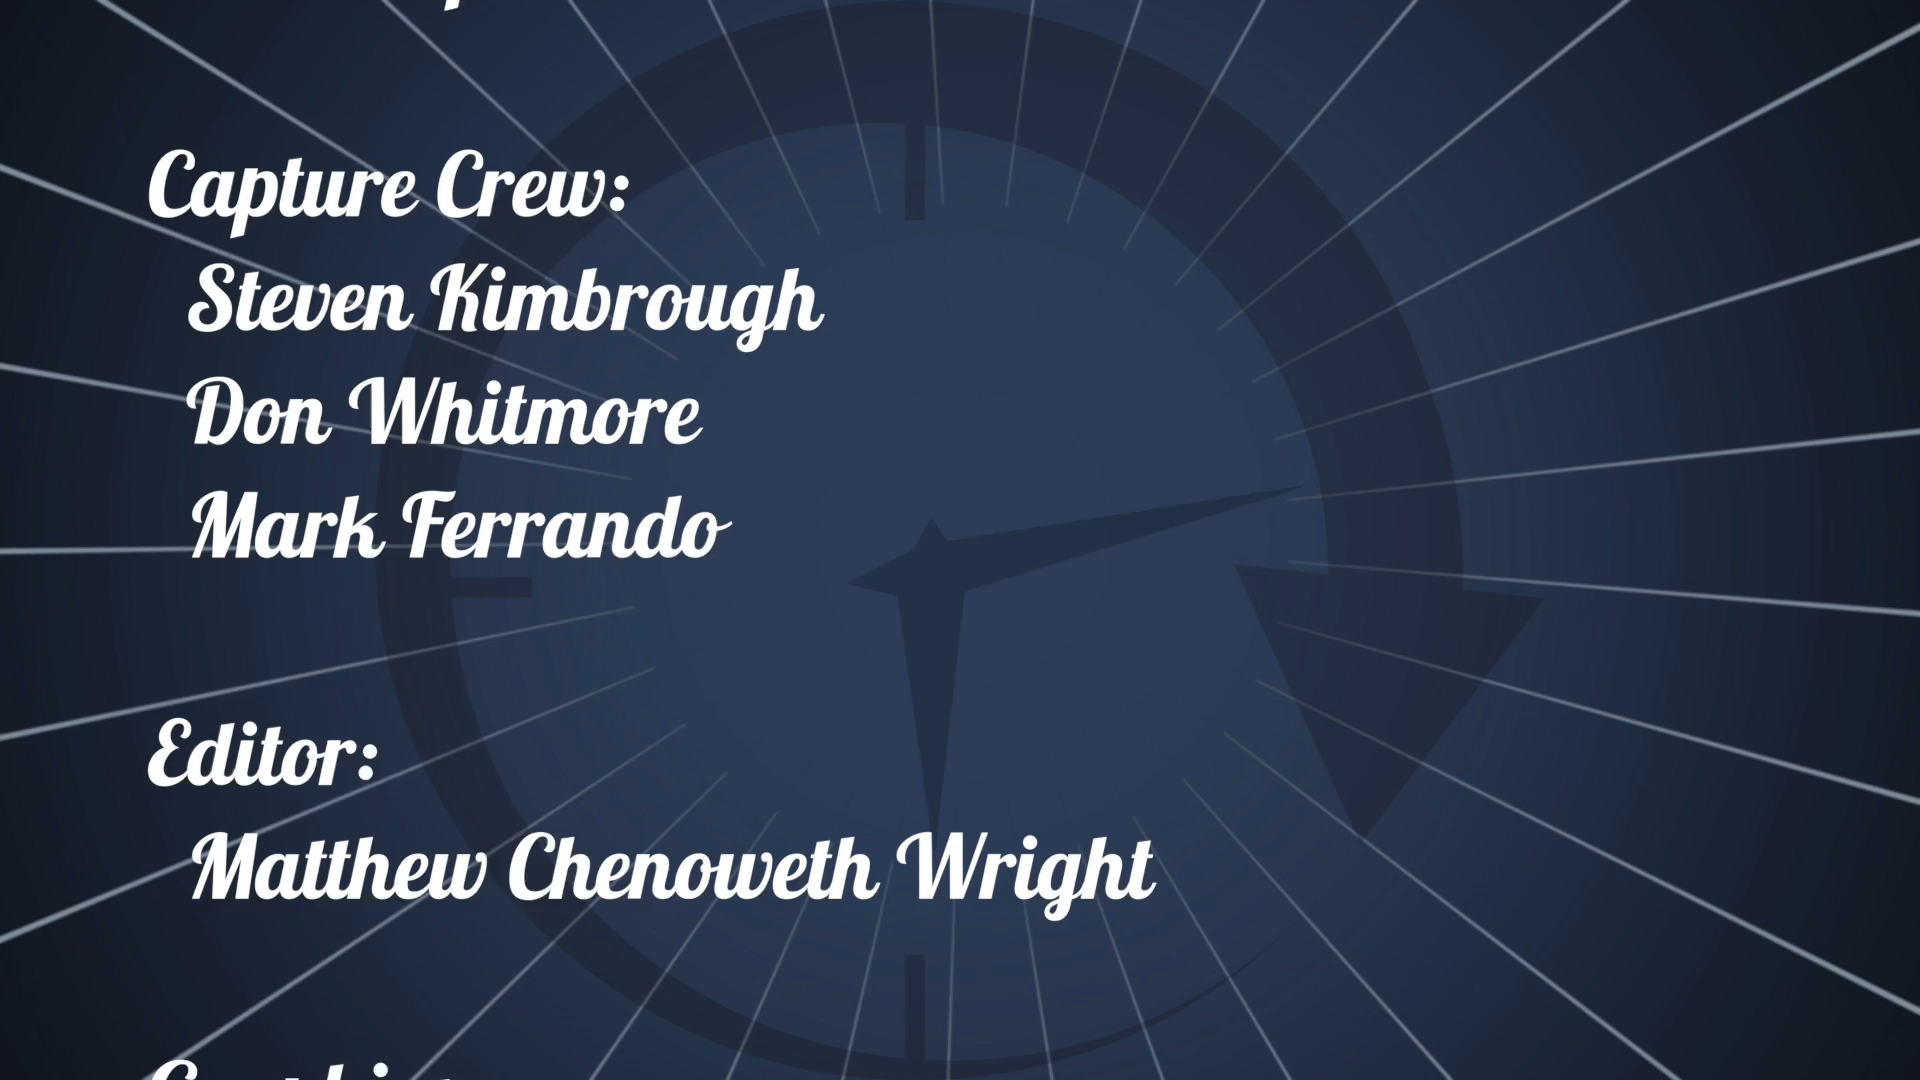 Capture Crew:
Steven Kimbrough
Don Whitmore
Mark Ferrando
Editor:
Matthew Chenoweth Wright